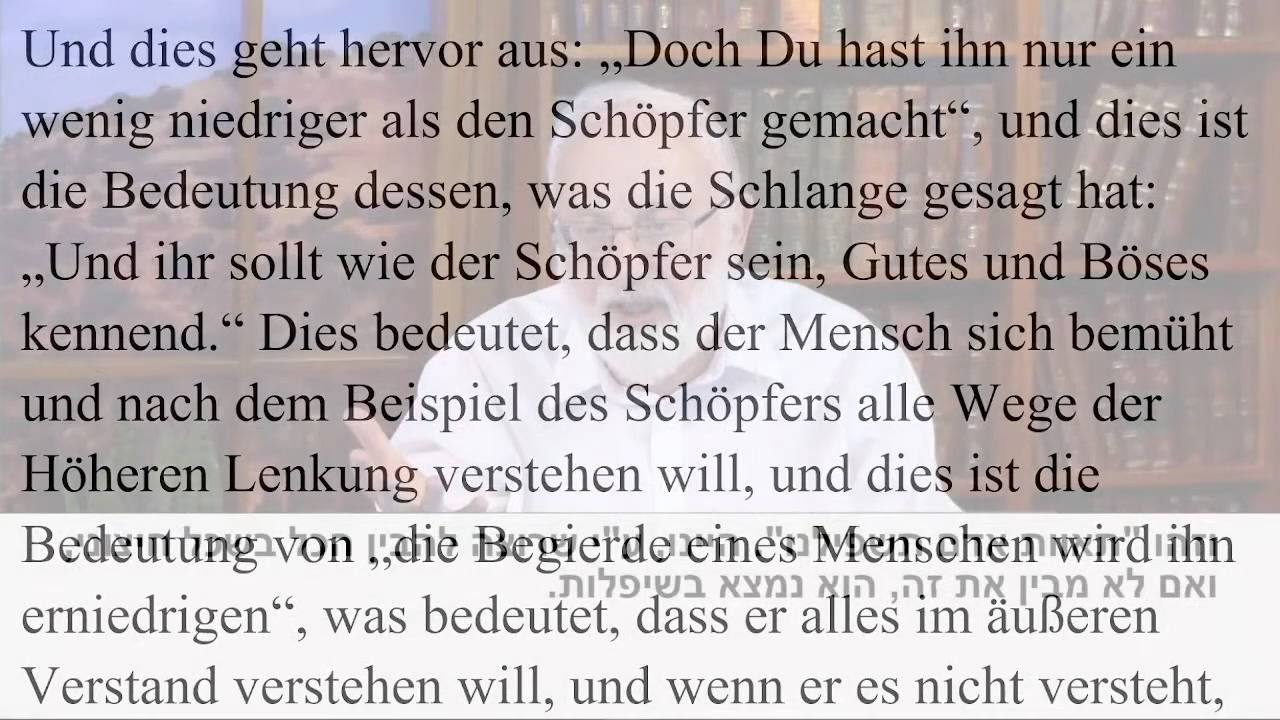 Und dies geht hervor aus: „Doch Du hast ihn nur ein
wenig niedriger als den Schöpfer gemacht“, und dies ist
die Bedeutung dessen, was die Schlange gesagt hat:
„Und ihr sollt wie der Schöpfer sein, Gutes und Böses
kennend.“ Dies bedeutet, dass der Mensch sich bemüht
und nach dem Beispiel des Schöpfers alle Wege der
Höheren Lenkung verstehen will, und dies ist die
Bedeutung von „die Begierde eines Menschen wird ihn
ואם לא מבין את זה, הוא נמצא בשיפלות.
erniedrigen“, was bedeutet, dass er alles im äußeren
Verstand verstehen will, und wenn er es nicht versteht,